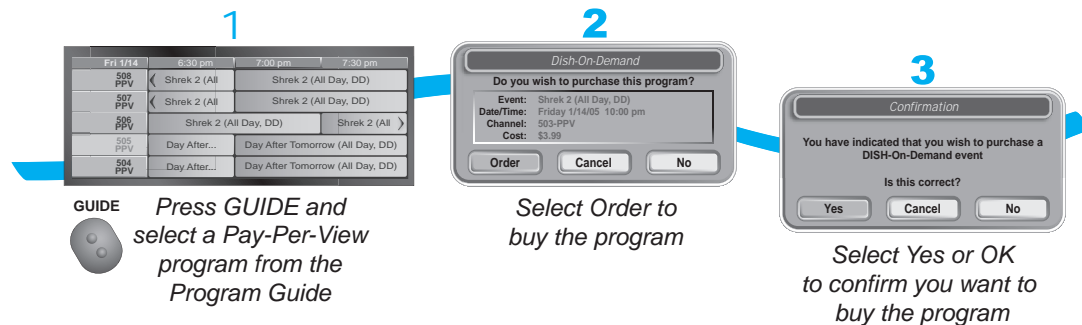 1
Fri 1/14 6:30 pm 7:00 pm 7:30 pm
508 PPV Shrek 2 (All Shrek 2 (All Day, DD)
507 PPV Shrek 2 (All Shrek 2 (All Day, DD)
506 PPV Shrek 2 (All Day, DD) Shrek 2 (All
505 PPV Day After... Day After Tomorrow (All Day, DD)
504 PPV Day After... Day After Tomorrow (All Day, DD)
GUIDE
Press GUIDE and
select a Pay-Per-View
program from the
Program Guide
2
Dish-On-Demand
Do you wish to purchase this program?
Event: Shrek 2 (All Day, DD)
Date/Time: Friday 1/14/05 10:00 pm
Channel: 503-PPV
Cost: $3.99
Order Cancel No
Select Order to
buy the program
3
Confirmation
You have indicated that you wish to purchase a
DISH-On-Demand event
Is this correct?
Yes Cancel No
Select Yes or OK
to confirm you want to
buy the program